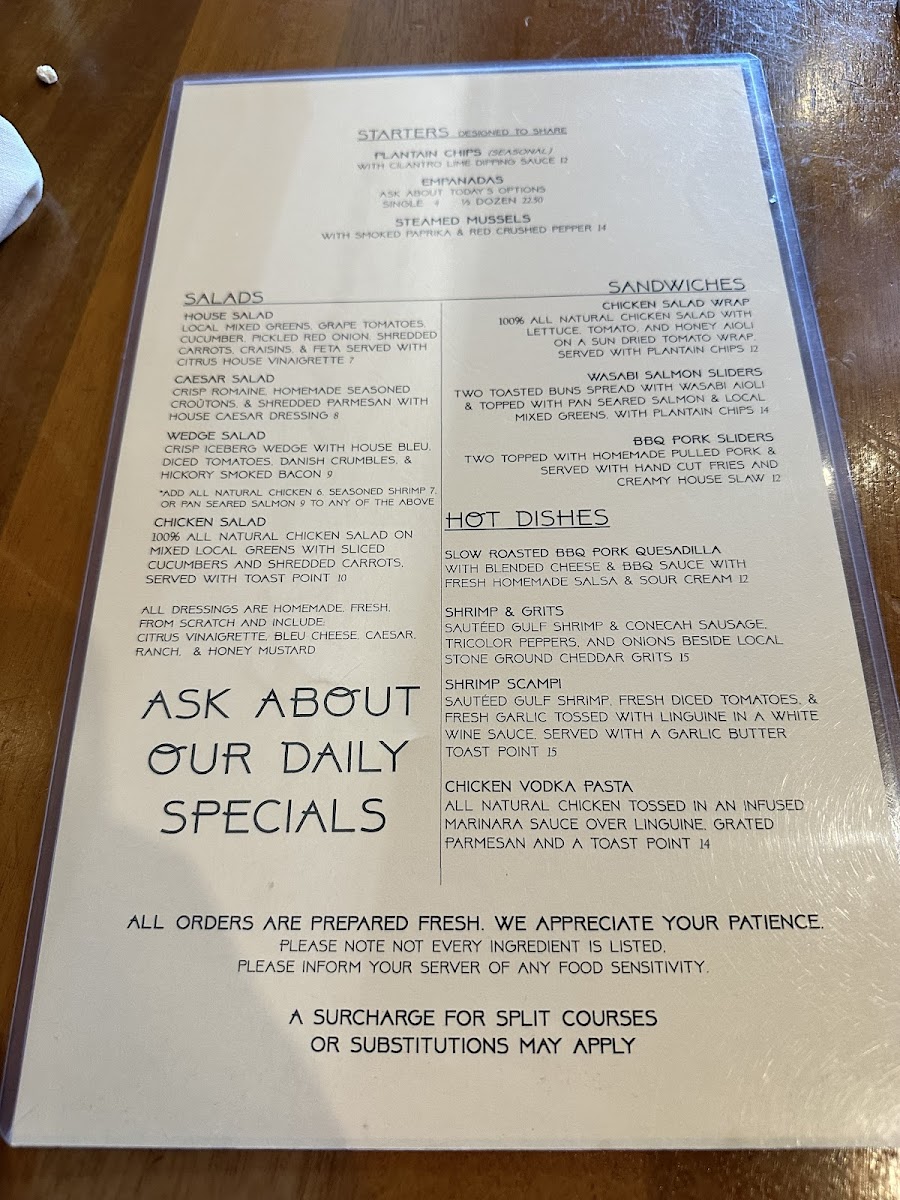 STARTERS DESIGNED TO SHARE
PLANTAIN CHIPS (SEASONAL)
WITH CILANTRO LIME DIPPING SAUCE 12
EMPANADAS
ASK ABOUT TODAY'S OPTIONS
SINGLE 4 ½ DOZEN 22.50
STEAMED MUSSELS
WITH SMOKED PAPRIKA & RED CRUSHED PEPPER 14
SALADS
HOUSE SALAD
LOCAL MIXED GREENS, GRAPE TOMATOES,
CUCUMBER, PICKLED RED ONION, SHREDDED
CARROTS, CRAISINS, & FETA SERVED WITH
CITRUS HOUSE VINAIGRETTE 7
CAESAR SALAD
CRISP ROMAINE, HOMEMADE SEASONED
CROÛTONS, & SHREDDED PARMESAN WITH
HOUSE CAESAR DRESSING 8
WEDGE SALAD
CRISP ICEBERG WEDGE WITH HOUSE BLEU,
DICED TOMATOES, DANISH CRUMBLES, &
HICKORY SMOKED BACON 9
*ADD ALL NATURAL CHICKEN 6, SEASONED SHRIMP 7,
OR PAN SEARED SALMON 9 TO ANY OF THE ABOVE
CHICKEN SALAD
100% ALL NATURAL CHICKEN SALAD ON
MIXED LOCAL GREENS WITH SLICED
CUCUMBERS AND SHREDDED CARROTS,
SERVED WITH TOAST POINT 10
ALL DRESSINGS ARE HOMEMADE, FRESH,
FROM SCRATCH AND INCLUDE:
CITRUS VINAIGRETTE, BLEU CHEESE, CAESAR,
RANCH, & HONEY MUSTARD
ASK ABOUT
OUR DAILY
SPECIALS
SANDWICHES
CHICKEN SALAD WRAP
100% ALL NATURAL CHICKEN SALAD WITH
LETTUCE, TOMATO, AND HONEY AIOLI
ON A SUN DRIED TOMATO WRAP,
SERVED WITH PLANTAIN CHIPS 12
WASABI SALMON SLIDERS
TWO TOASTED BUNS SPREAD WITH WASABI AIOLI
& TOPPED WITH PAN SEARED SALMON & LOCAL
MIXED GREENS, WITH PLANTAIN CHIPS 14
BBQ PORK SLIDERS
TWO TOPPED WITH HOMEMADE PULLED PORK &
SERVED WITH HAND CUT FRIES AND
CREAMY HOUSE SLAW 12
HOT DISHES
SLOW ROASTED BBQ PORK QUESADILLA
WITH BLENDED CHEESE & BBQ SAUCE WITH
FRESH HOMEMADE SALSA & SOUR CREAM 12
SHRIMP & GRITS
SAUTÉED GULF SHRIMP & CONECAH SAUSAGE,
TRICOLOR PEPPERS, AND ONIONS BESIDE LOCAL
STONE GROUND CHEDDAR GRITS 15
SHRIMP SCAMPI
SAUTÉED GULF SHRIMP, FRESH DICED TOMATOES, &
FRESH GARLIC TOSSED WITH LINGUINE IN A WHITE
WINE SAUCE, SERVED WITH A GARLIC BUTTER
TOAST POINT 15
CHICKEN VODKA PASTA
ALL NATURAL CHICKEN TOSSED IN AN INFUSED
MARINARA SAUCE OVER LINGUINE, GRATED
PARMESAN AND A TOAST POINT 14
ALL ORDERS ARE PREPARED FRESH. WE APPRECIATE YOUR PATIENCE.
PLEASE NOTE NOT EVERY INGREDIENT IS LISTED,
PLEASE INFORM YOUR SERVER OF ANY FOOD SENSITIVITY.
A SURCHARGE FOR SPLIT COURSES
OR SUBSTITUTIONS MAY APPLY